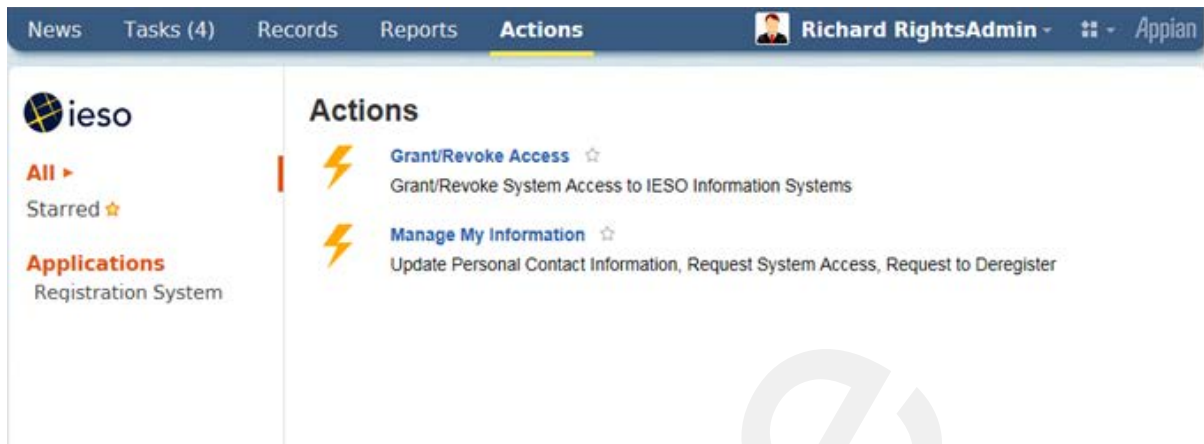 News Tasks (4) Records Reports Actions Richard RightsAdmin Appian
ieso
All
Starred
Applications
Registration System
Actions
Grant/Revoke Access
Grant/Revoke System Access to IESO Information Systems
Manage My Information
Update Personal Contact Information, Request System Access, Request to Deregister